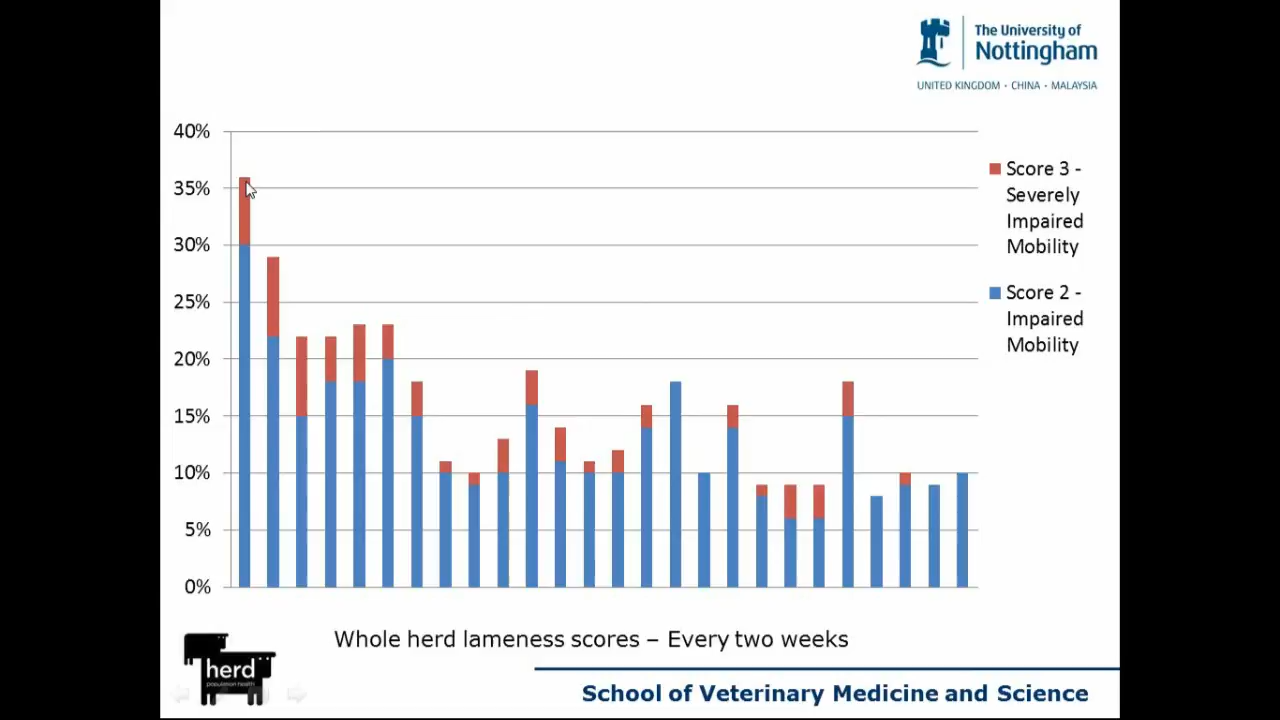 The University of
Nottingham
UNITED KINGDOM · CHINA · MALAYSIA
40%
35%
30%
25%
20%
15%
10%
5%
0%
Score 3 -
Severely
Impaired
Mobility
Score 2 -
Impaired
Mobility
Whole herd lameness scores – Every two weeks
herd
population health
School of Veterinary Medicine and Science